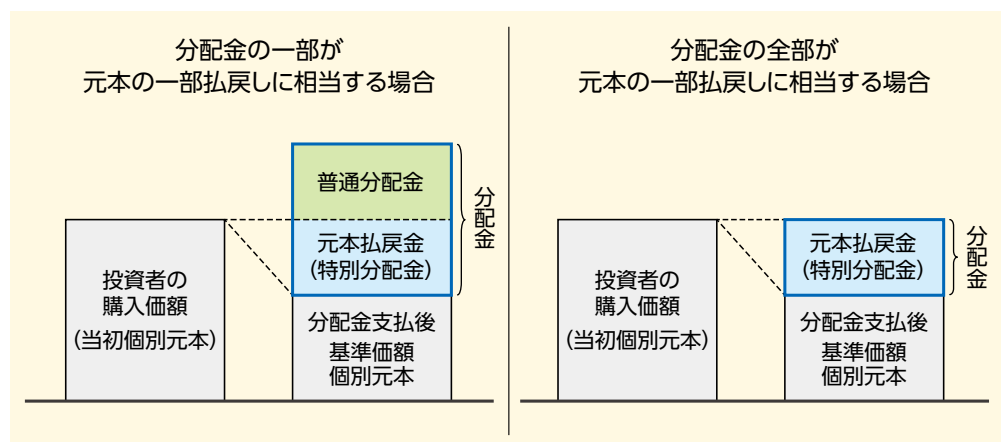 分配金の一部が
元本の一部払戻しに相当する場合
投資者の
購入価額
（当初個別元本）
普通分配金
元本払戻金
（特別分配金）
分配金支払後
基準価額
個別元本
分配金
分配金の全部が
元本の一部払戻しに相当する場合
投資者の
購入価額
（当初個別元本）
元本払戻金
（特別分配金）
分配金支払後
基準価額
個別元本
分配金